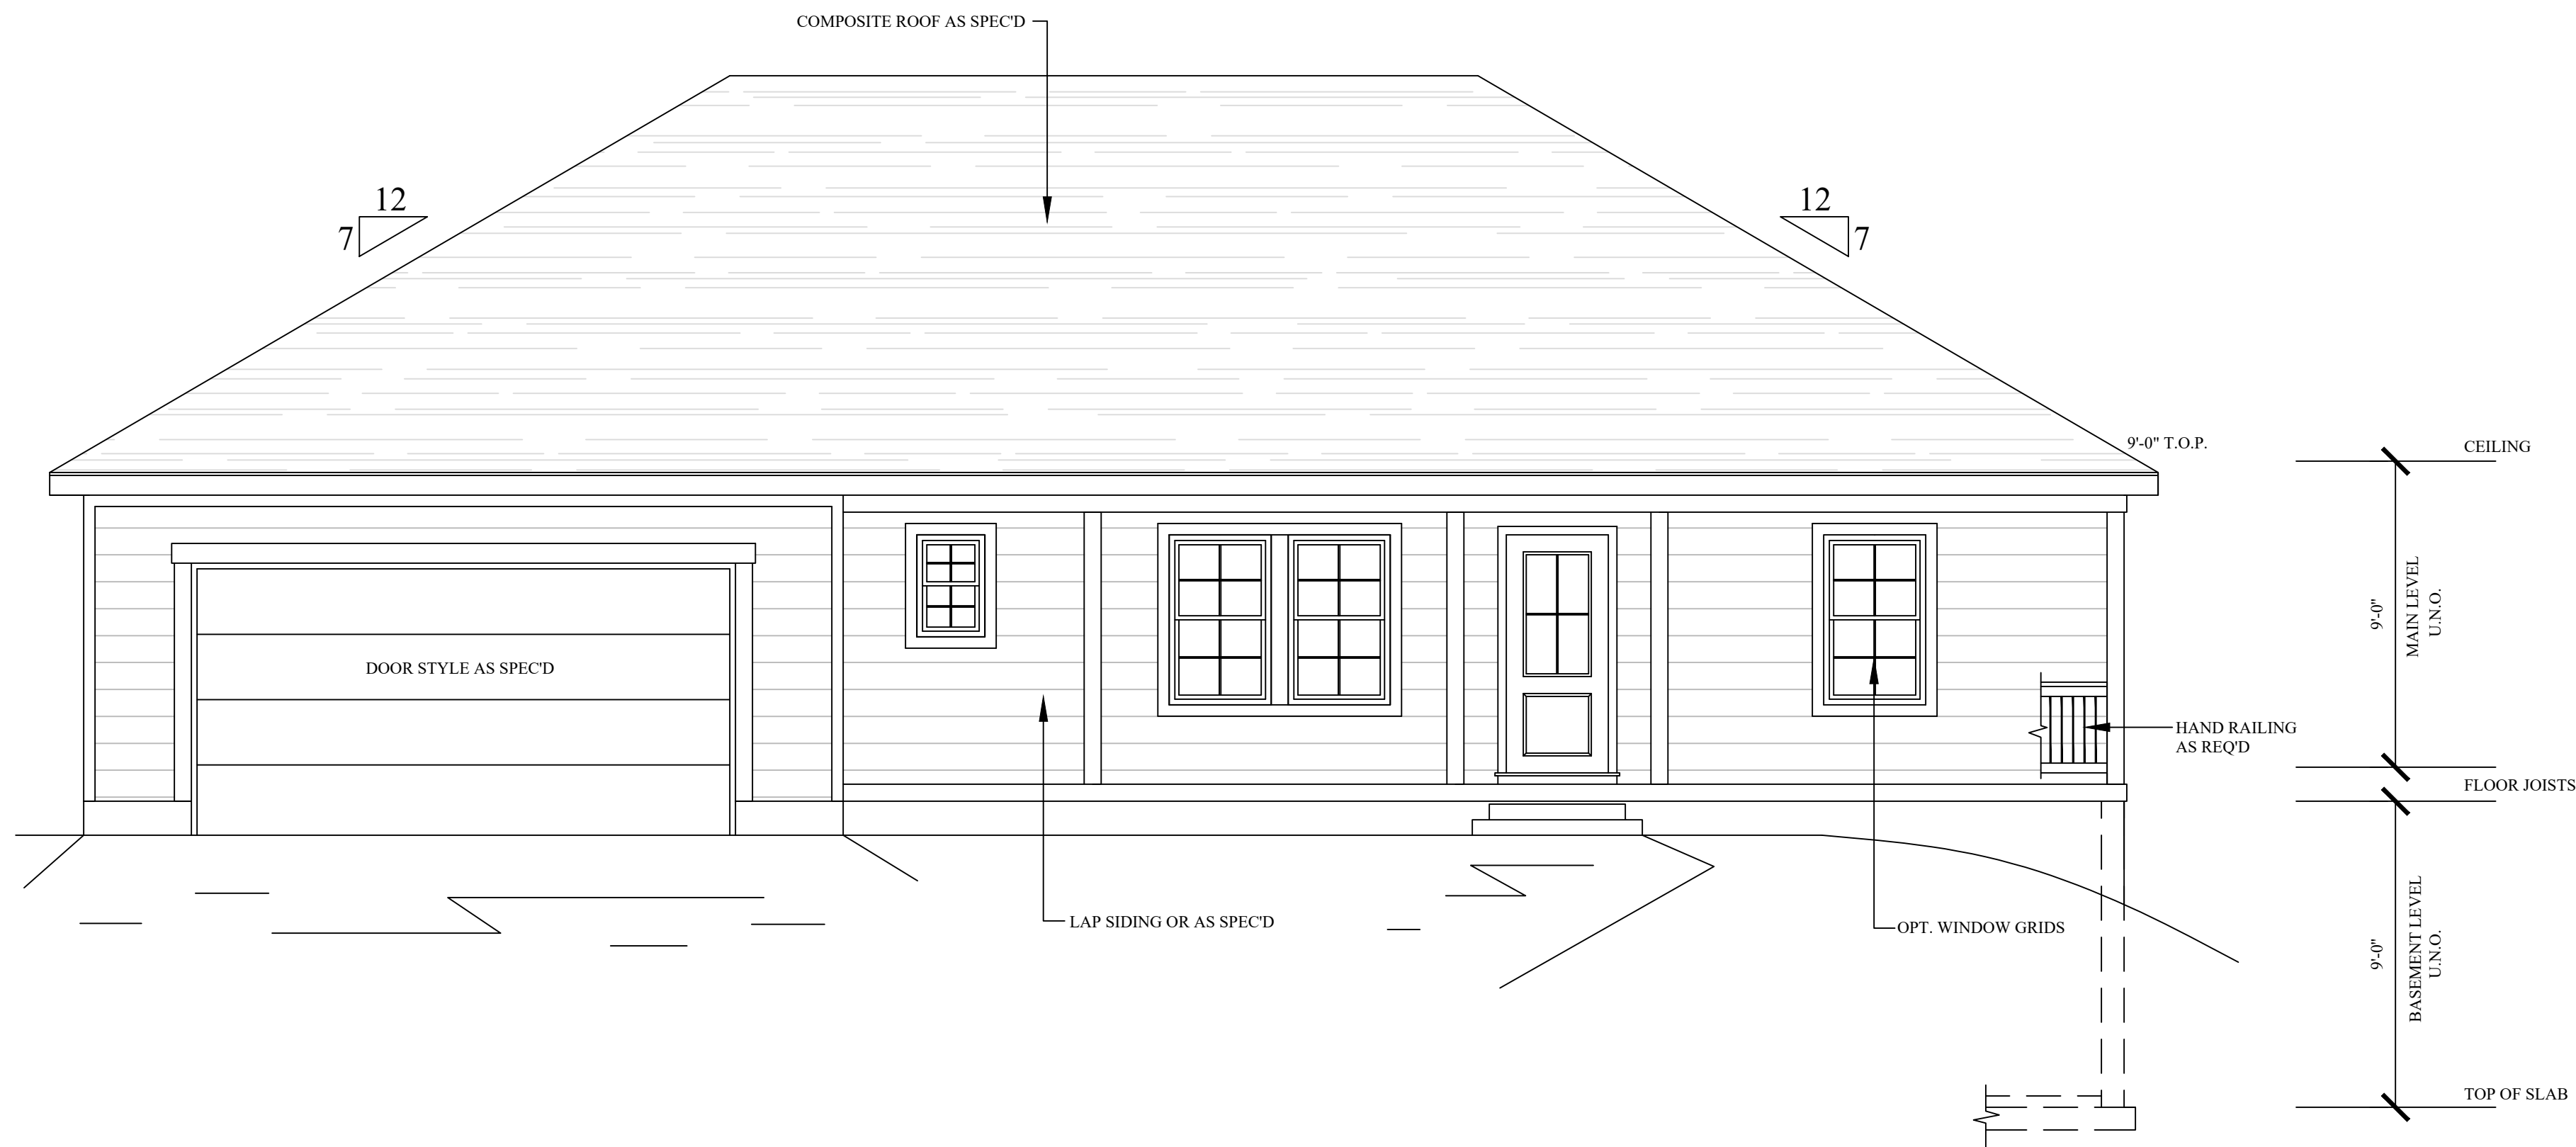 COMPOSITE ROOF AS SPEC'D
12
7
12
7
9'-0" T.O.P.
CEILING
DOOR STYLE AS SPEC'D
9'-0"
MAIN LEVEL
U.N.O.
HAND RAILING
AS REQ'D
FLOOR JOISTS
LAP SIDING OR AS SPEC'D
OPT. WINDOW GRIDS
9'-0"
BASEMENT LEVEL
U.N.O.
TOP OF SLAB